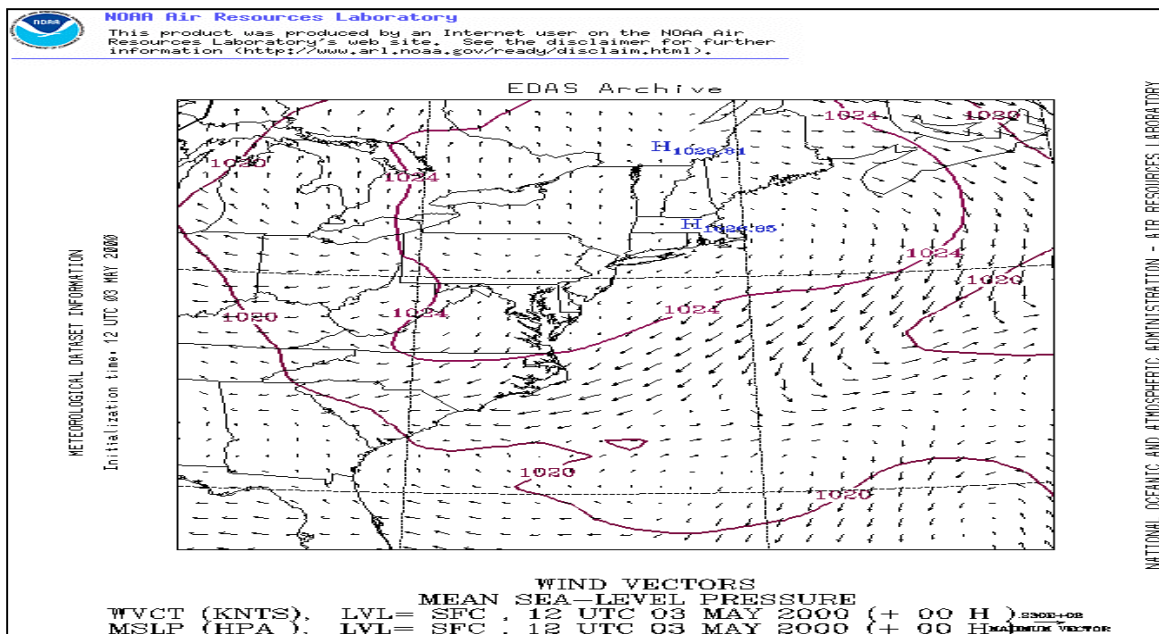 NOAA Air Resources Laboratory
This product was produced by an Internet user on the NOAA Air
Resources Laboratory's web site. See the disclaimer for further
information (http://www.arl.noaa.gov/ready/disclaim.html).
NOAA
EDAS Archive
METEOROLOGICAL DATASET INFORMATION
Initialization time: 12 UTC 03 MAY 2000
NATIONAL OCEANIC AND ATMOSPHERIC ADMINISTRATION - AIR RESOURCES LABORATORY
1024
1020
H
1020
1024
H
1024
1020
1024
1024
1020
1020
1020
WIND VECTORS
MEAN SEA-LEVEL PRESSURE
WVCT (KNTS), LVL= SFC , 12 UTC 03 MAY 2000 (+ 00 H)
MSLP (HPA ), LVL= SFC , 12 UTC 03 MAY 2000 (+ 00 H)
MAXIMUM VECTOR